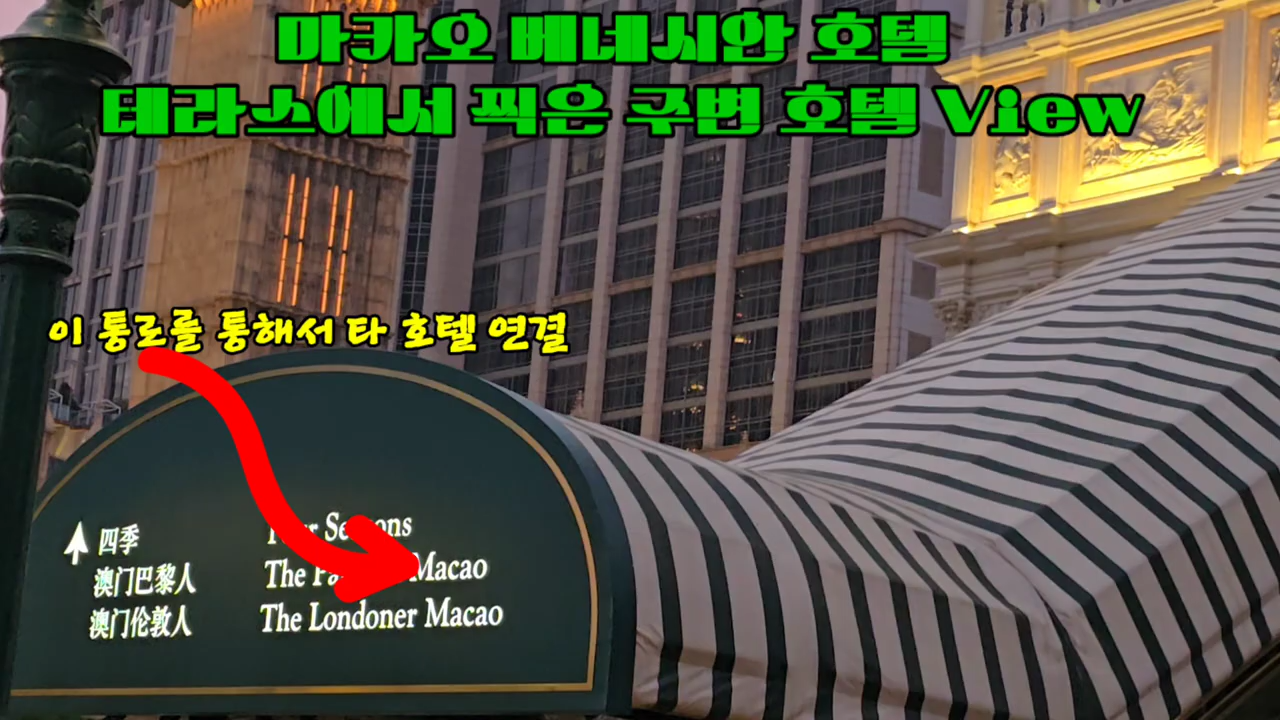 마카오 베네시안 호텔
테라스에서 찍은 주변 호텔 View
이 통로를 통해서 타 호텔 연결
四季
澳门巴黎人 The Macao
澳门伦敦人 The Londoner Macao